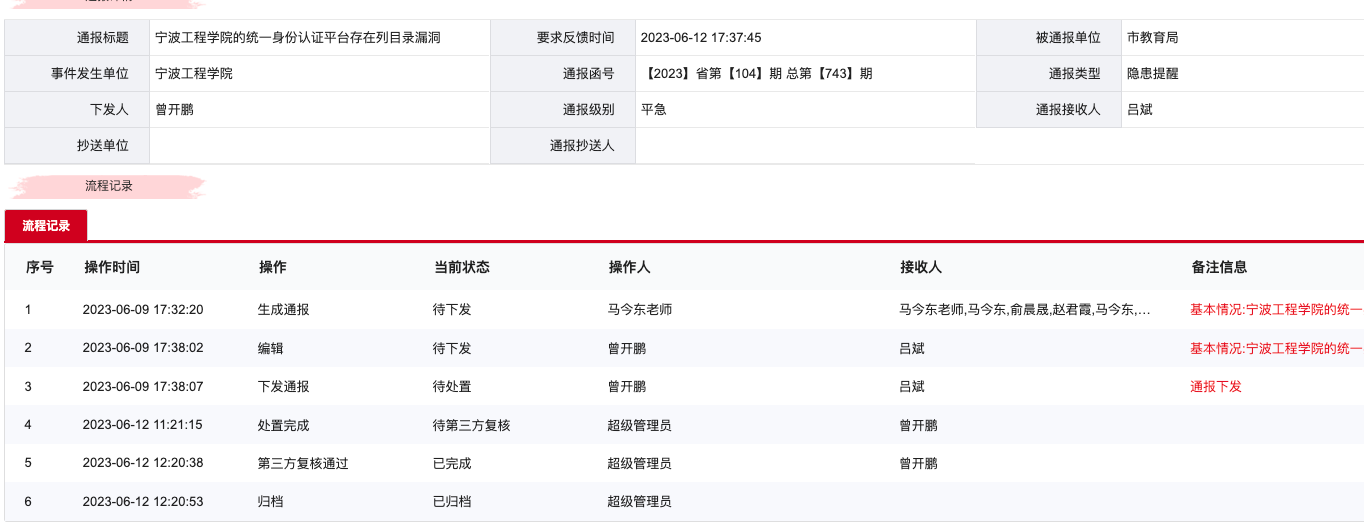 通报标题 宁波工程学院的统一身份认证平台存在列目录漏洞 要求反馈时间 2023-06-12 17:37:45 被通报单位 市教育局
事件发生单位 宁波工程学院 通报函号 【2023】省第【104】期 总第【743】期 通报类型 隐患提醒
下发人 曾开鹏 通报级别 平急 通报接收人 吕斌
抄送单位 通报抄送人
流程记录
流程记录
序号 操作时间 操作 当前状态 操作人 接收人 备注信息
1 2023-06-09 17:32:20 生成通报 待下发 马今东老师 马今东老师,马今东,俞晨晟,赵君霞,马今东,… 基本情况:宁波工程学院的统一
2 2023-06-09 17:38:02 编辑 待下发 曾开鹏 吕斌 基本情况:宁波工程学院的统一
3 2023-06-09 17:38:07 下发通报 待处置 曾开鹏 吕斌 通报下发
4 2023-06-12 11:21:15 处置完成 待第三方复核 超级管理员 曾开鹏
5 2023-06-12 12:20:38 第三方复核通过 已完成 超级管理员 曾开鹏
6 2023-06-12 12:20:53 归档 已归档 超级管理员